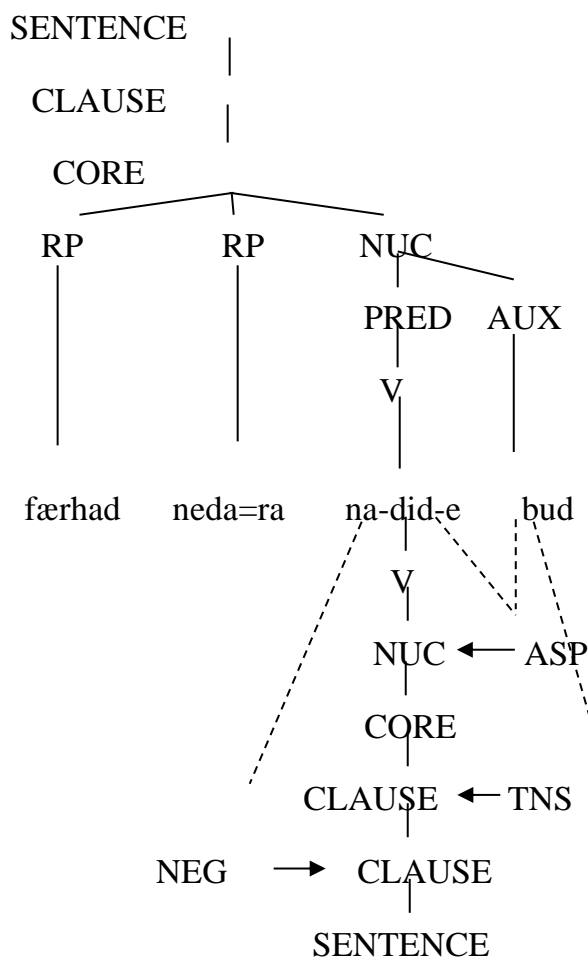 SENTENCE
CLAUSE
CORE
RP RP NUC
PRED AUX
V
færhad neda=ra na-did-e bud
V
NUC ASP
CORE
CLAUSE TNS
NEG CLAUSE
SENTENCE